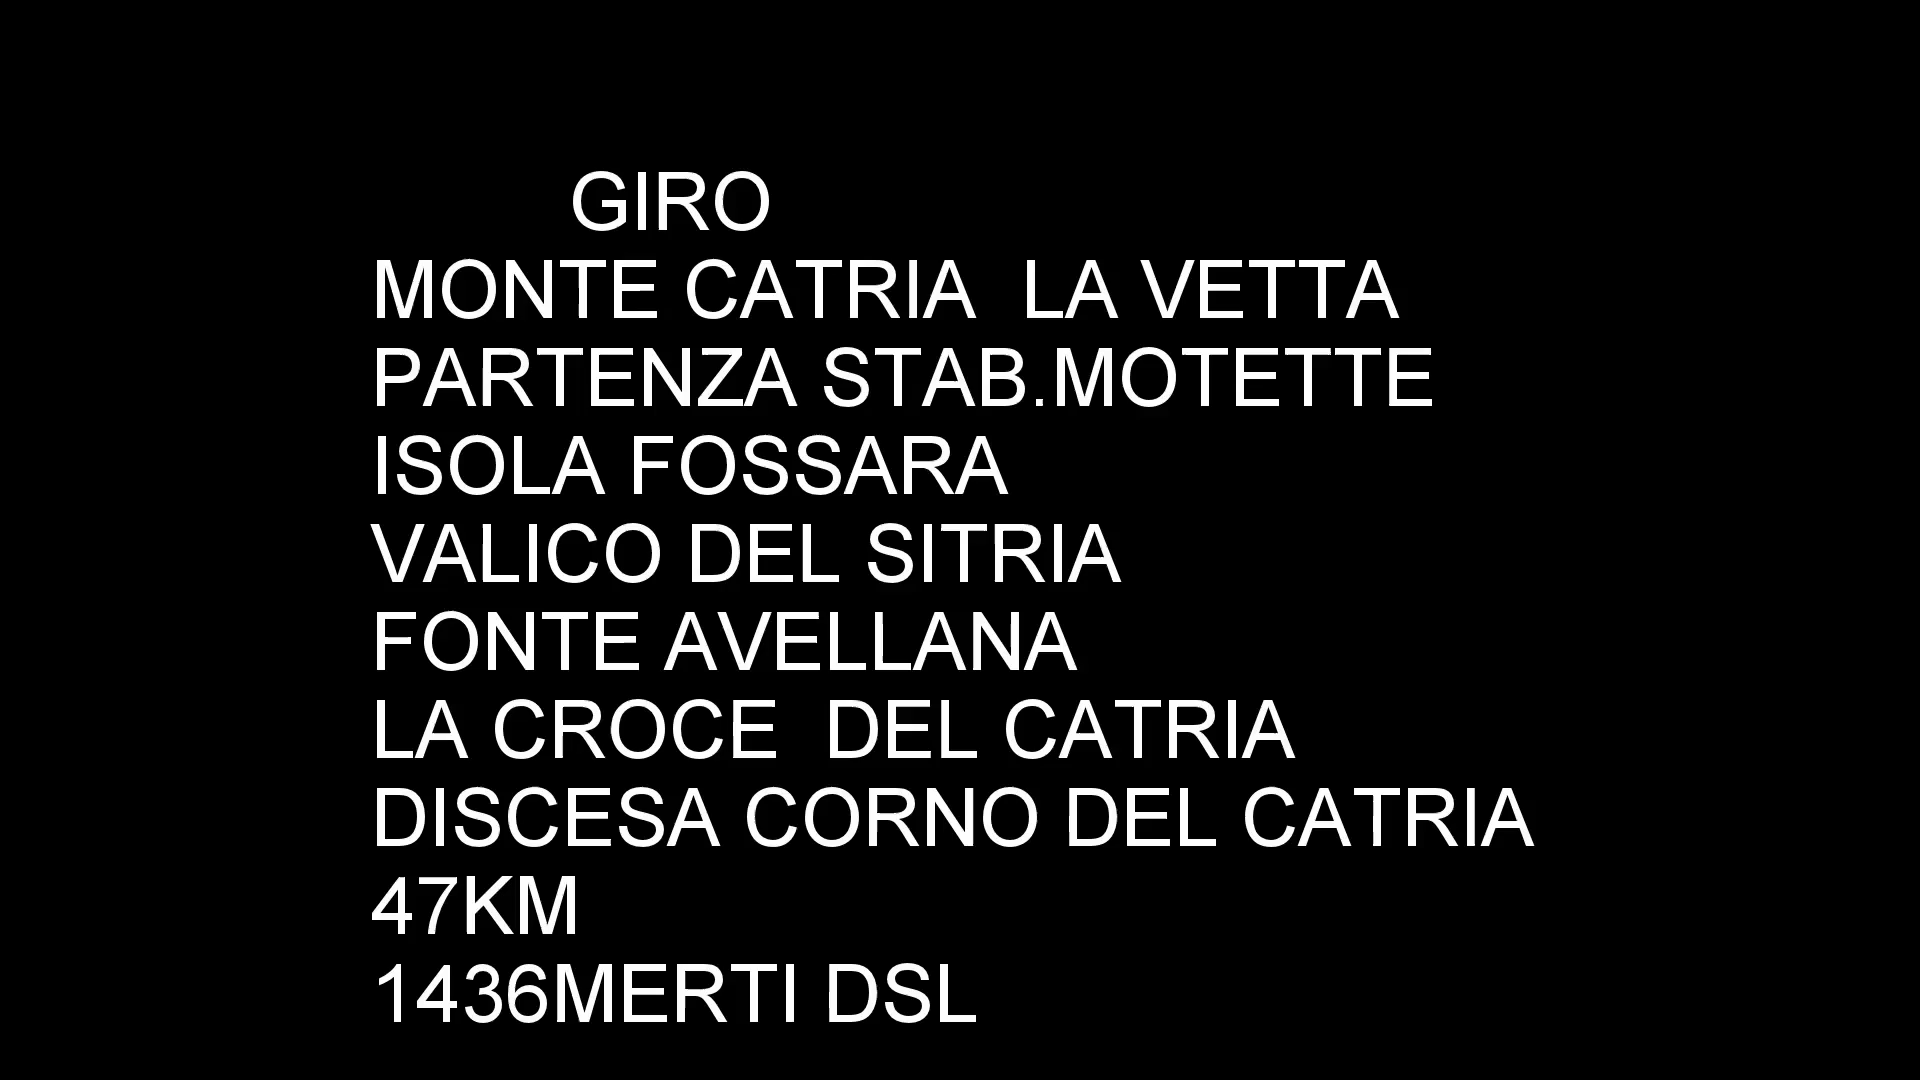 GIRO
MONTE CATRIA  LA VETTA
PARTENZA STAB.MOTETTE
ISOLA FOSSARA
VALICO DEL SITRIA
FONTE AVELLANA
LA CROCE  DEL CATRIA
DISCESA CORNO DEL CATRIA
47KM
1436MERTI DSL